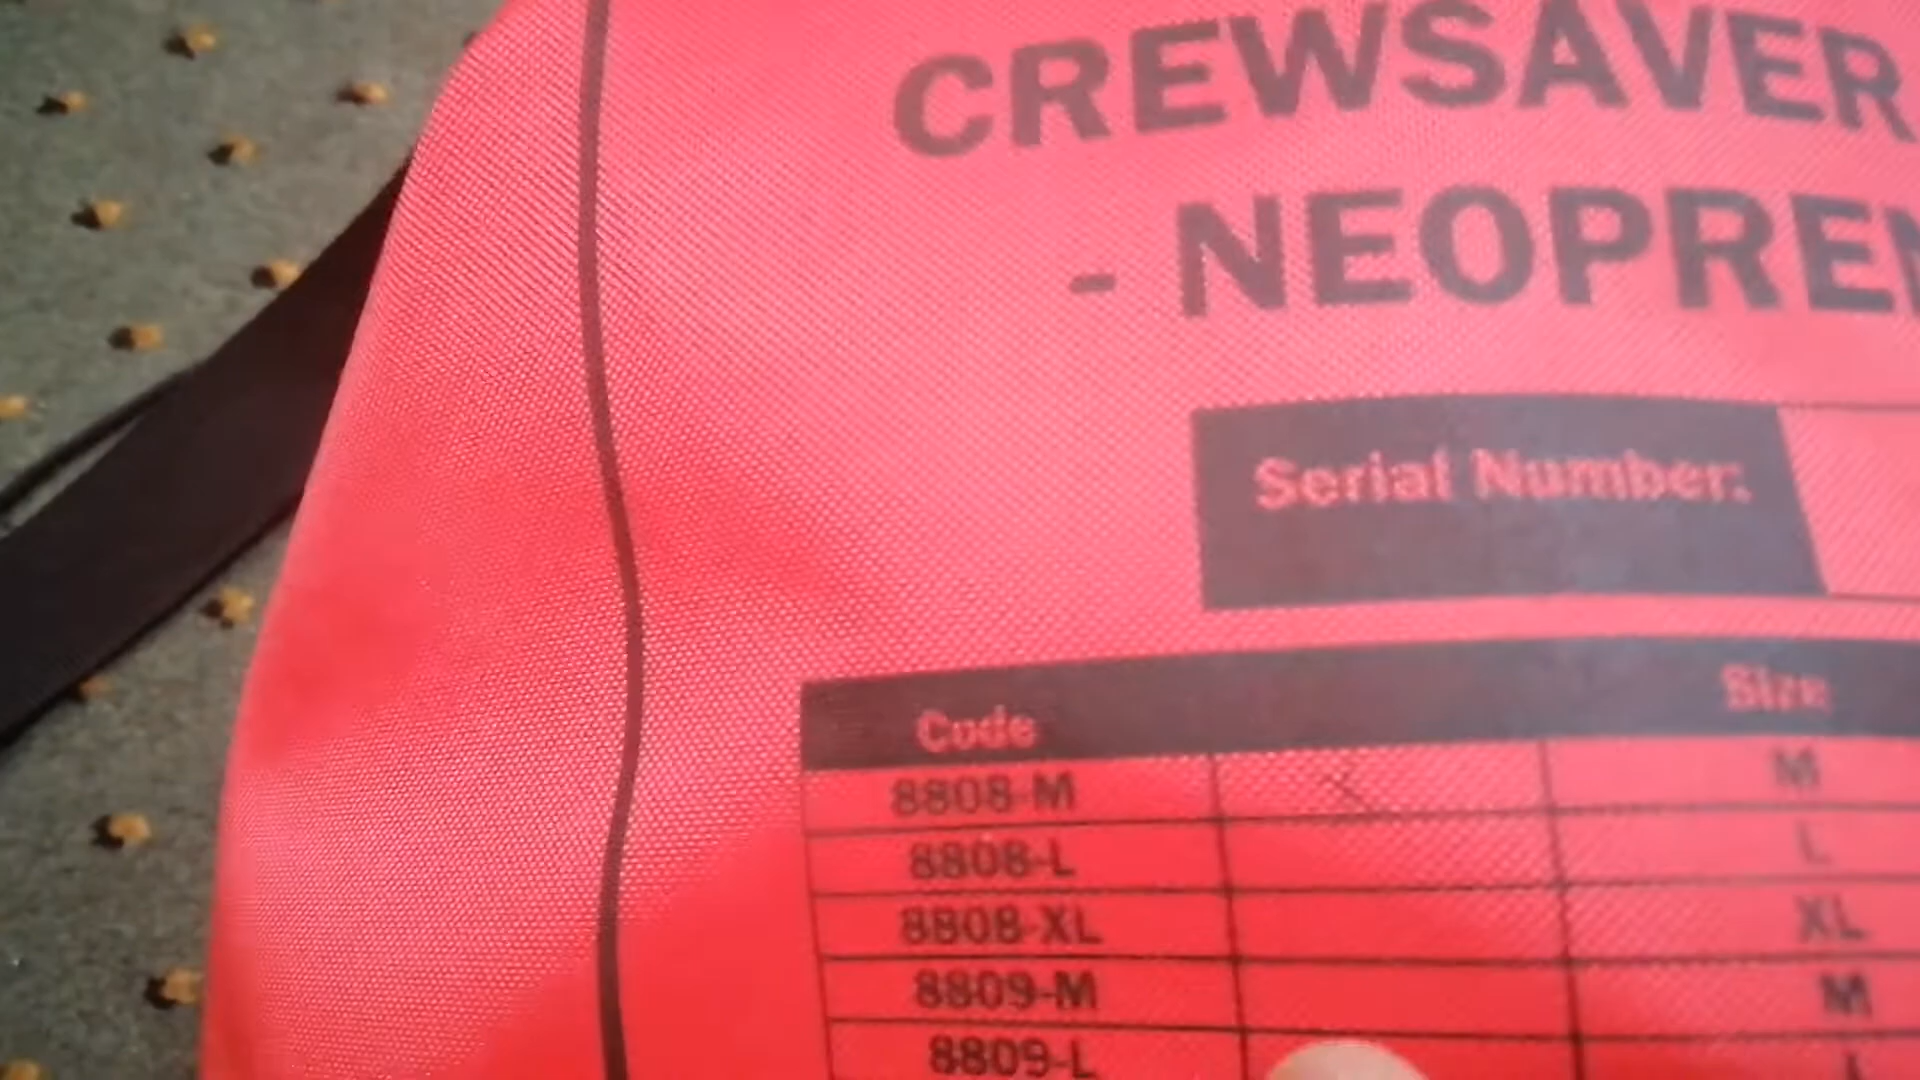 CREWSAVER
- NEOPREN
Serial Number:
Code Size
8808-M M
8808-L L
8808-XL XL
8809-M M
8809-L L